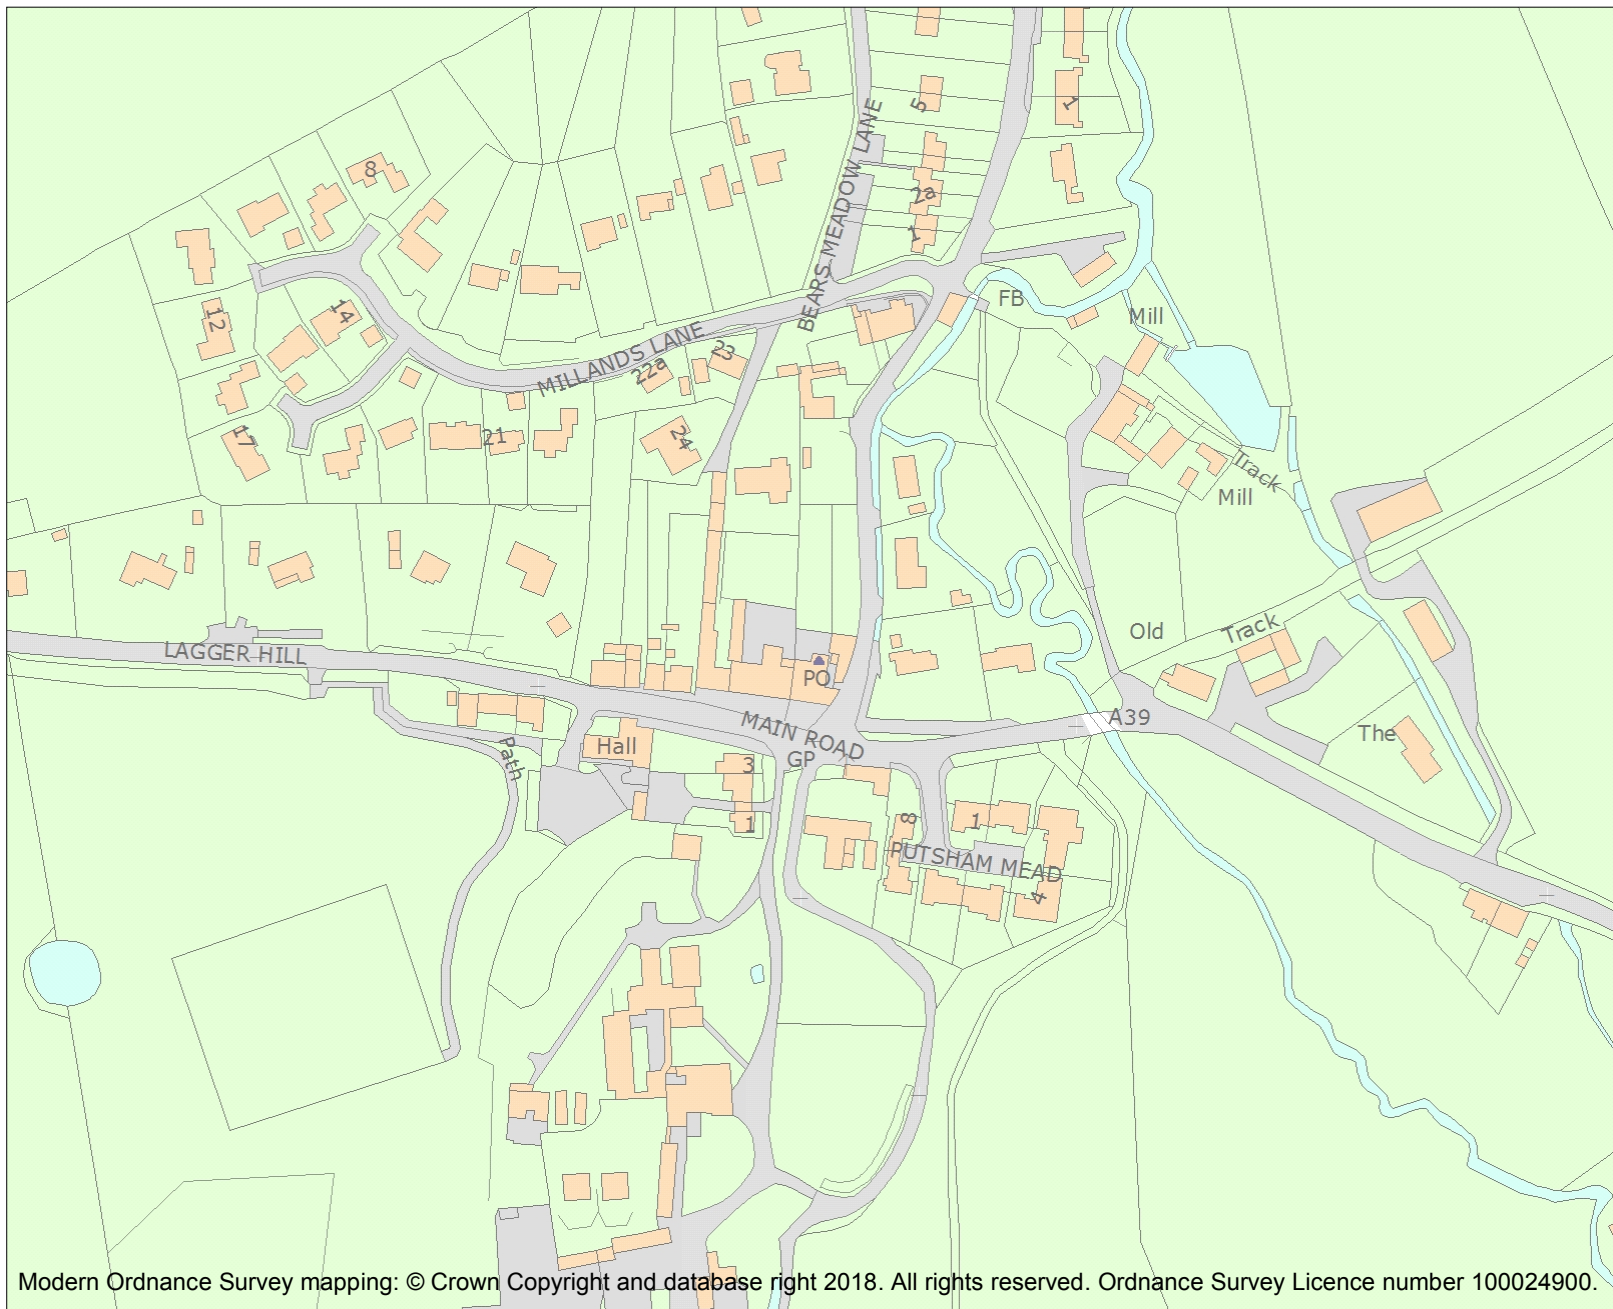 BEARS MEADOW LANE
5
1
2a
1
8
12
14
17
21
MILLANDS LANE
22a
23
24
FB
Mill
Track
Mill
Old
Track
The
LAGGER HILL
PO
MAIN ROAD
A39
GP
Hall
Path
3
1
8
1
PUTSHAM MEAD
4
Modern Ordnance Survey mapping: © Crown Copyright and database right 2018. All rights reserved. Ordnance Survey Licence number 100024900.